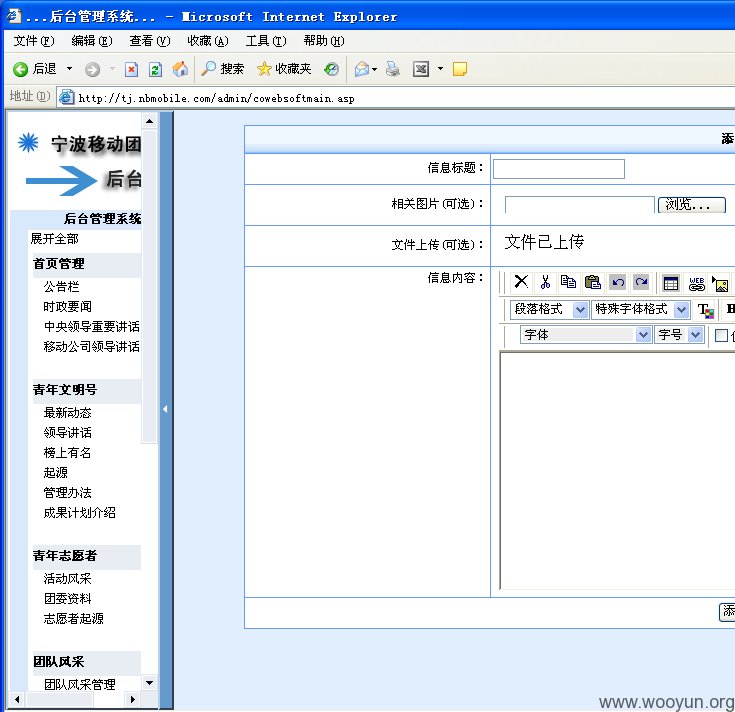 ...后台管理系统... - Microsoft Internet Explorer
文件(F) 编辑(E) 查看(V) 收藏(A) 工具(T) 帮助(H)
后退 搜索 收藏夹
地址(D) http://tj.nbmobile.com/admin/cowebsoftmain.asp
宁波移动团
后台
后台管理系统
展开全部
首页管理
公告栏
时政要闻
中央领导重要讲话
移动公司领导讲话
青年文明号
最新动态
领导讲话
榜上有名
起源
管理办法
成果计划介绍
青年志愿者
活动风采
团委资料
志愿者起源
团队风采
团队风采管理
添
信息标题：
相关图片(可选)： 浏览...
文件上传(可选)： 文件已上传
信息内容：
WEB
段落格式 特殊字体格式 B
字体 字号
添
www.wooyun.org